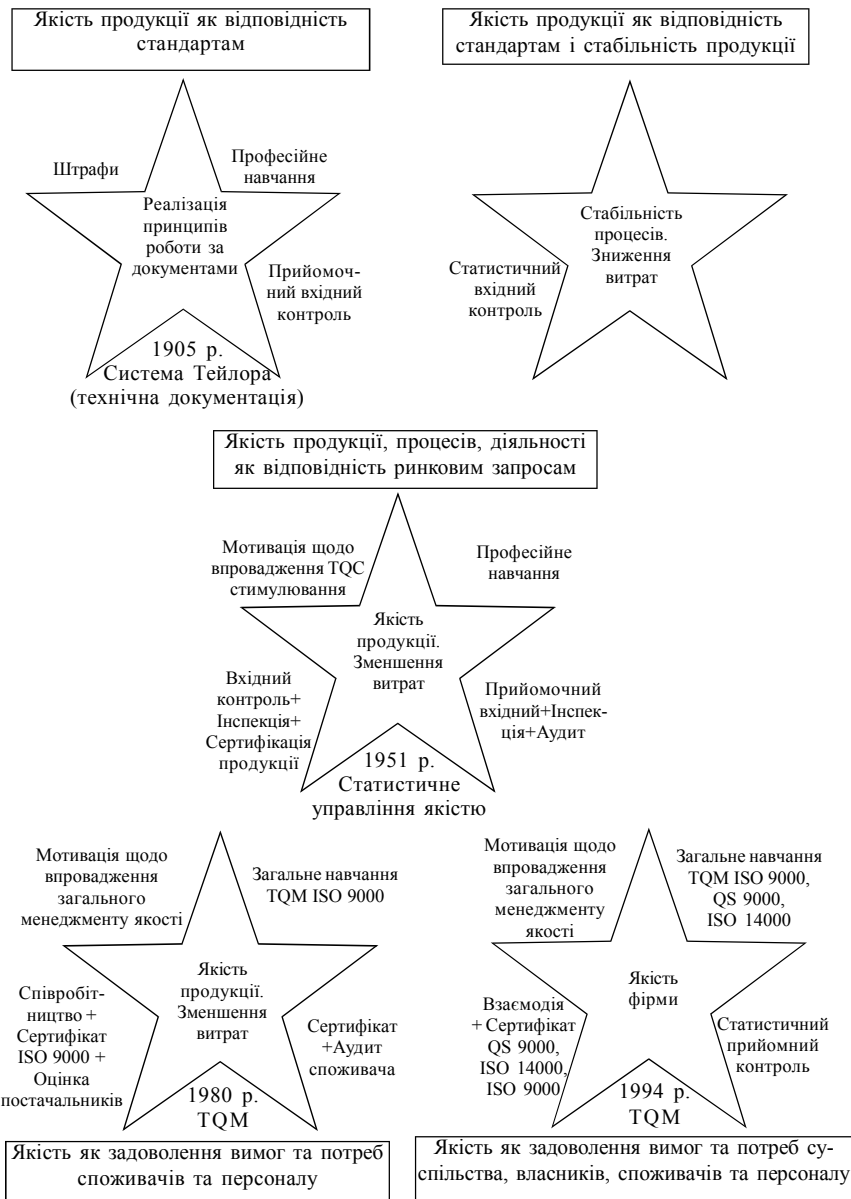 Якість продукції як відповідність
стандартам
Якість продукції як відповідність
стандартам і стабільність продукції
Штрафи
Професійне
навчання
Реалізація
принципів
роботи за
документами
Прийомоч-
ний вхідний
контроль
1905 р.
Система Тейлора
(технічна документація)
Стабільність
процесів.
Зниження
витрат
Статистичний
вхідний
контроль
Якість продукції, процесів, діяльності
як відповідність ринковим запросам
Мотивація щодо
впровадження TQC
стимулювання
Професійне
навчання
Якість
продукції.
Зменшення
витрат
Вхідний
контроль+
Інспекція+
Сертифікація
продукції
Прийомочний
вхідний+Інспек-
ція+Аудит
1951 р.
Статистичне
управління якістю
Мотивація щодо
впровадження
загального
менеджменту якості
Загальне навчання
TQM ISO 9000
Якість
продукції.
Зменшення
витрат
Співробіт-
ництво +
Сертифікат
ISO 9000 +
Оцінка
постачальників
Сертифікат
+Аудит
споживача
1980 р.
TQM
Якість як задоволення вимог та потреб
споживачів та персоналу
Мотивація щодо
впровадження
загального
менеджменту
якості
Загальне навчання
TQM ISO 9000,
QS 9000,
ISO 14000
Якість
фірми
Взаємодія
+ Сертифікат
QS 9000,
ISO 14000,
ISO 9000
Статистичний
прийомний
контроль
1994 р.
TQM
Якість як задоволення вимог та потреб су-
спільства, власників, споживачів та персоналу